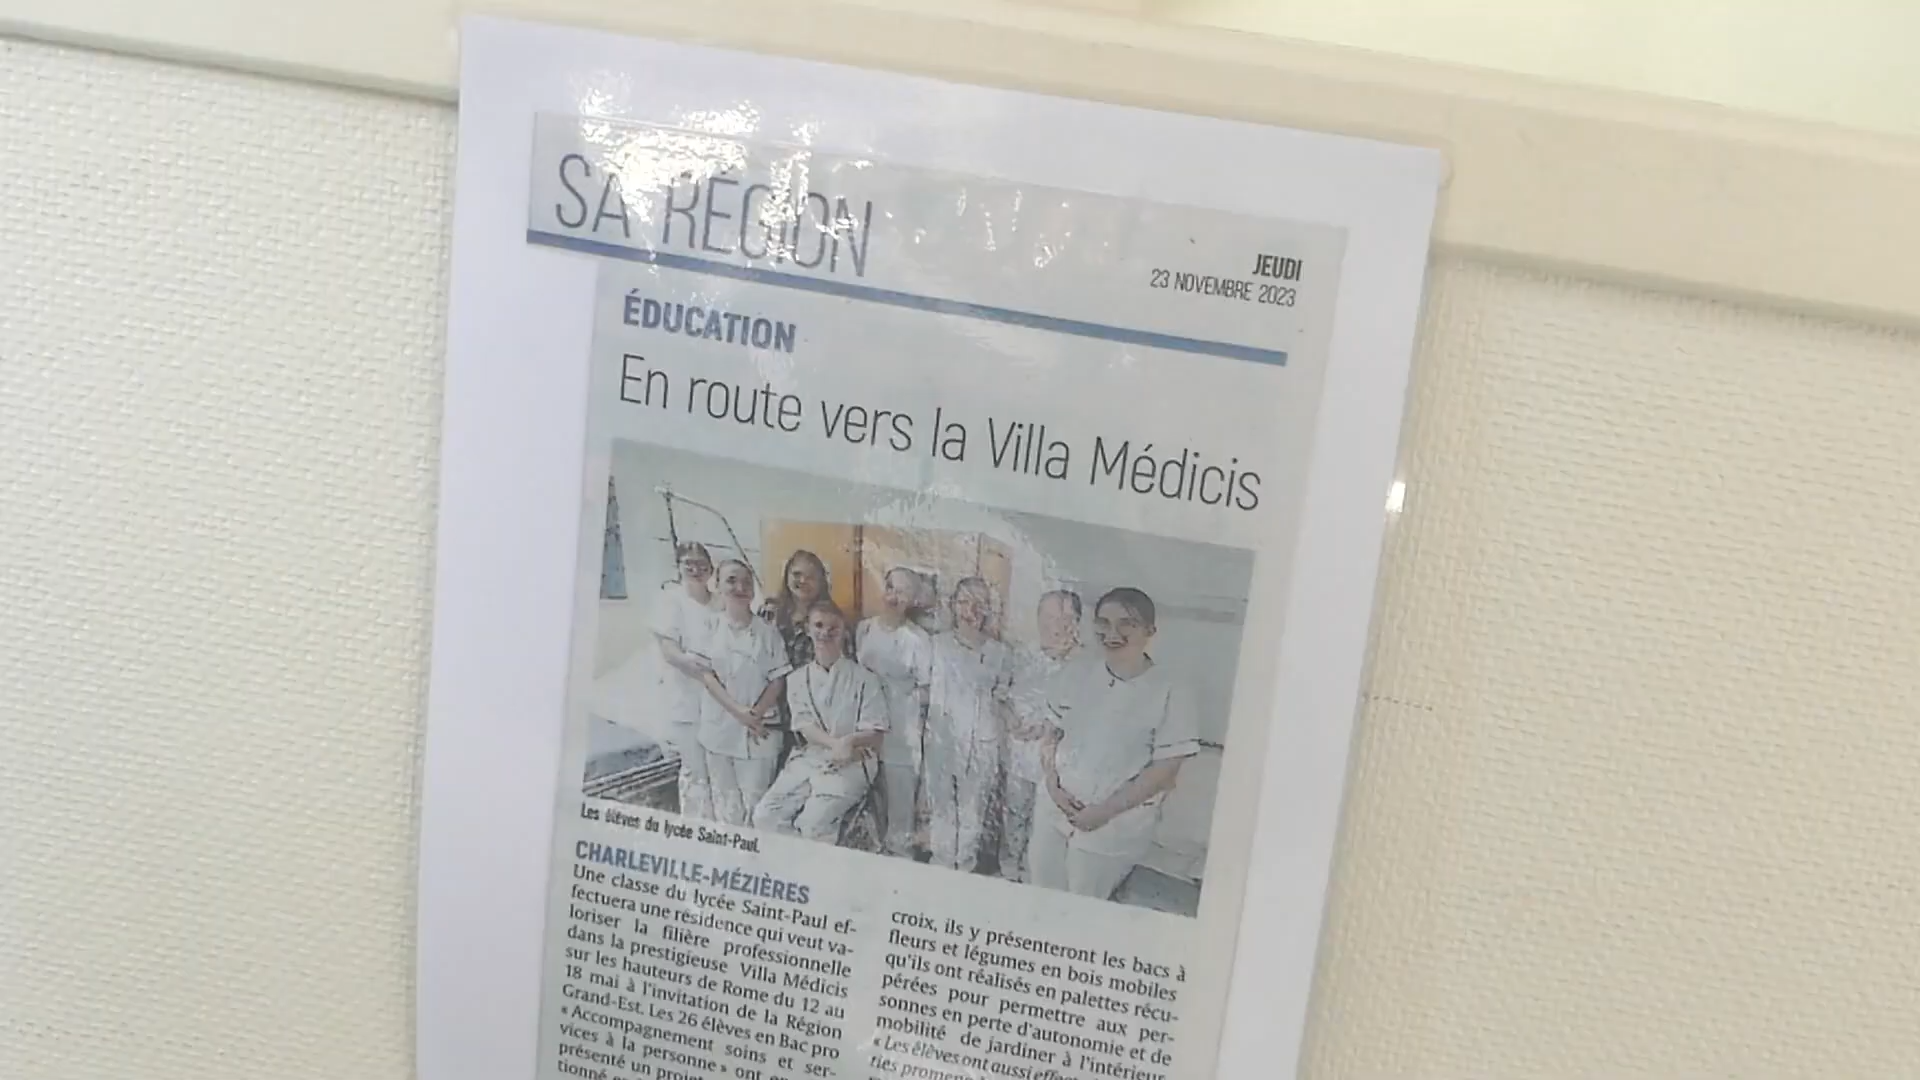 SA RÉGION
JEUDI
23 NOVEMBRE 2023
ÉDUCATION
En route vers la Villa Médicis
Les élèves du lycée Saint-Paul.
CHARLEVILLE-MÉZIÈRES
Une classe du lycée Saint-Paul ef-
fectuera une résidence qui veut va-
loriser la filière professionnelle
dans la prestigieuse Villa Médicis
sur les hauteurs de Rome du 12 au
18 mai à l'invitation de la Région
Grand-Est. Les 26 élèves en Bac pro
« Accompagnement soins et ser-
vices à la personne » ont
présenté un
croix, ils y présenteront les bacs à
fleurs et légumes en bois mobiles
qu'ils ont réalisés en palettes récu-
pérées pour permettre aux per-
sonnes en perte d'autonomie et de
mobilité de jardiner à l'intérieur
« Les élèves ont aussi
ties